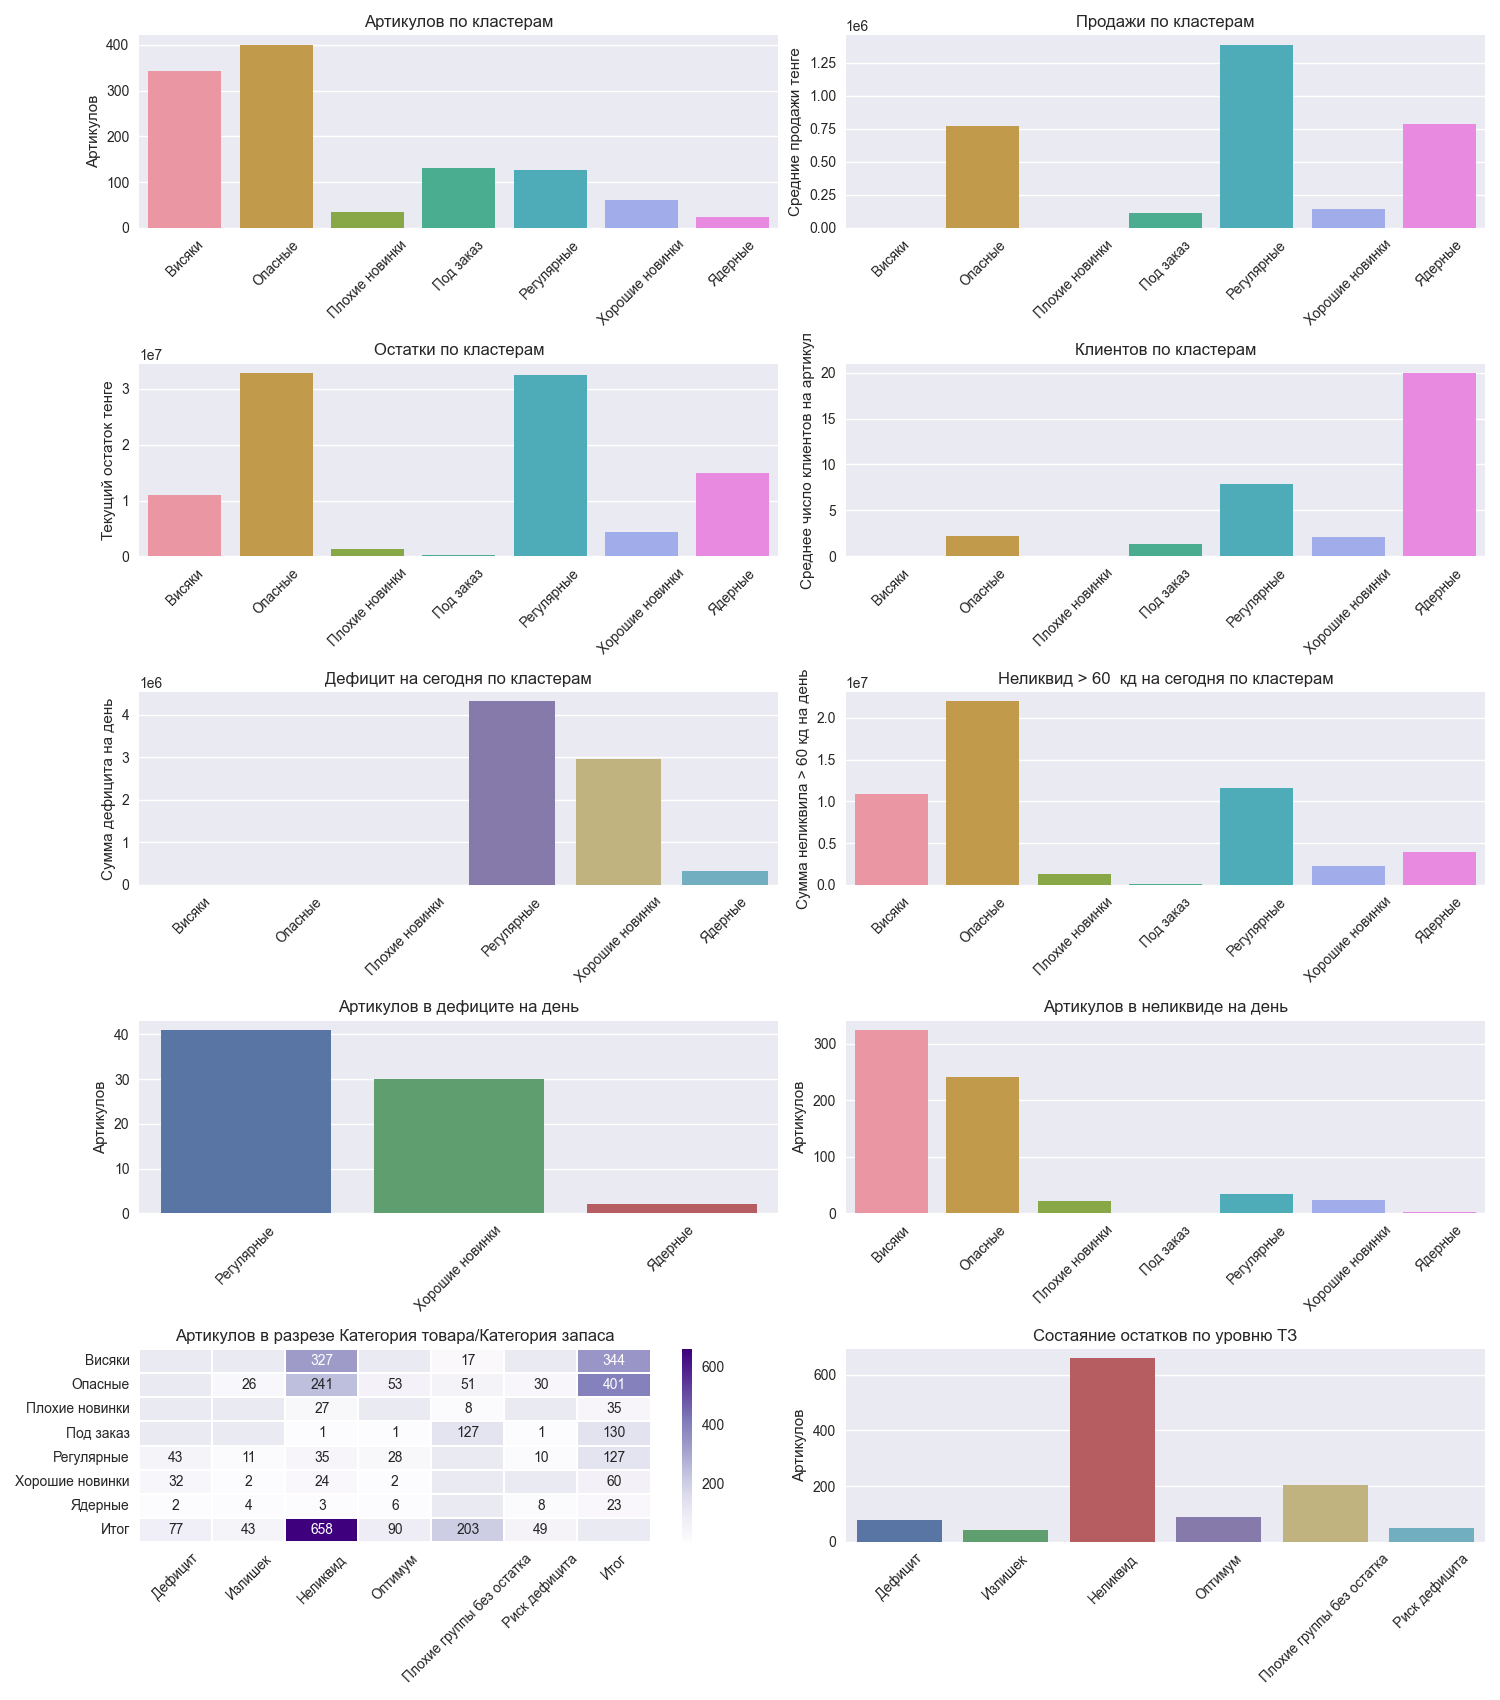 Артикулов по кластерам
Артикулов
400
300
200
100
0
Висяки
Опасные
Плохие новинки
Под заказ
Регулярные
Хорошие новинки
Ядерные
Продажи по кластерам
1e6
Средние продажи тенге
1.25
1.00
0.75
0.50
0.25
0.00
Висяки
Опасные
Плохие новинки
Под заказ
Регулярные
Хорошие новинки
Ядерные
Остатки по кластерам
1e7
Текущий остаток тенге
3
2
1
0
Висяки
Опасные
Плохие новинки
Под заказ
Регулярные
Хорошие новинки
Ядерные
Клиентов по кластерам
Среднее число клиентов на артикул
20
15
10
5
0
Висяки
Опасные
Плохие новинки
Под заказ
Регулярные
Хорошие новинки
Ядерные
Дефицит на сегодня по кластерам
1e6
Сумма дефицита на день
4
3
2
1
0
Висяки
Опасные
Плохие новинки
Регулярные
Хорошие новинки
Ядерные
Неликвид > 60 кд на сегодня по кластерам
1e7
Сумма неликвила > 60 кд на день
2.0
1.5
1.0
0.5
0.0
Висяки
Опасные
Плохие новинки
Под заказ
Регулярные
Хорошие новинки
Ядерные
Артикулов в дефиците на день
Артикулов
40
30
20
10
0
Регулярные
Хорошие новинки
Ядерные
Артикулов в неликвиде на день
Артикулов
300
200
100
0
Висяки
Опасные
Плохие новинки
Под заказ
Регулярные
Хорошие новинки
Ядерные
Артикулов в разрезе Категория товара/Категория запаса
Висяки 327 17 344
Опасные 26 241 53 51 30 401
Плохие новинки 27 8 35
Под заказ 1 1 127 1 130
Регулярные 43 11 35 28 10 127
Хорошие новинки 32 2 24 2 60
Ядерные 2 4 3 6 8 23
Итог 77 43 658 90 203 49
Дефицит
Излишек
Неликвид
Оптимум
Плохие группы без остатка
Риск дефицита
Итог
600
400
200
Состаяние остатков по уровню ТЗ
Артикулов
600
400
200
0
Дефицит
Излишек
Неликвид
Оптимум
Плохие группы без остатка
Риск дефицита